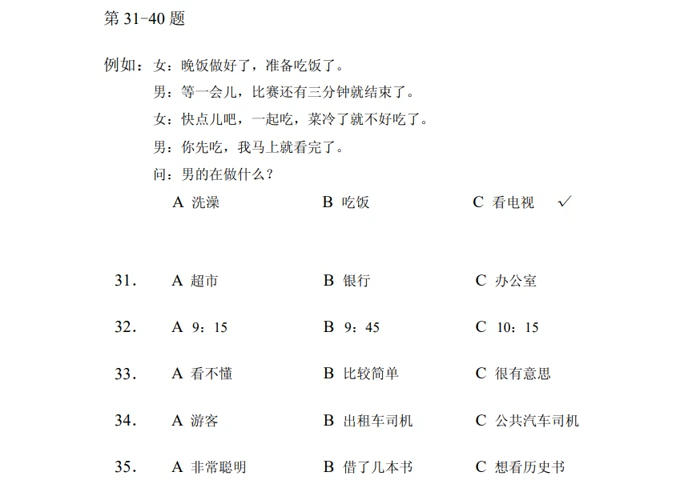 第 31-40 题
例如：女：晚饭做好了，准备吃饭了。
男：等一会儿，比赛还有三分钟就结束了。
女：快点儿吧，一起吃，菜冷了就不好吃了。
男：你先吃，我马上就看完了。
问：男的在做什么？
A 洗澡 B 吃饭 C 看电视 ✓
31． A 超市 B 银行 C 办公室
32． A 9：15 B 9：45 C 10：15
33． A 看不懂 B 比较简单 C 很有意思
34． A 游客 B 出租车司机 C 公共汽车司机
35． A 非常聪明 B 借了几本书 C 想看历史书